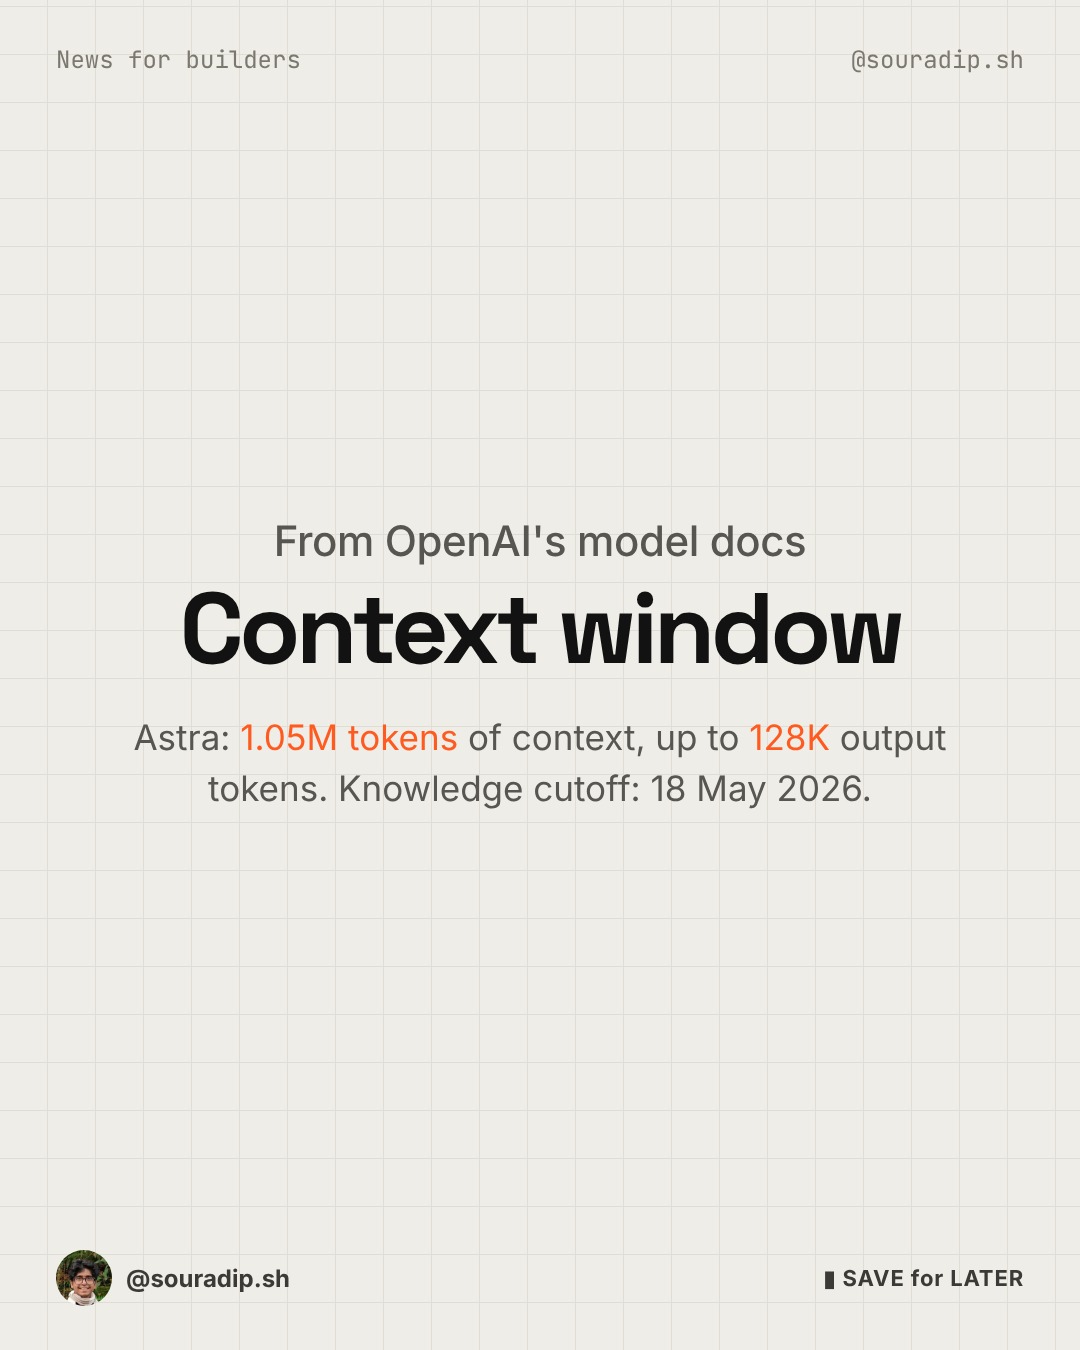 News for builders
@souradip.sh
From OpenAI's model docs
Context window
Astra: 1.05M tokens of context, up to 128K output
tokens. Knowledge cutoff: 18 May 2026.
@souradip.sh
SAVE for LATER